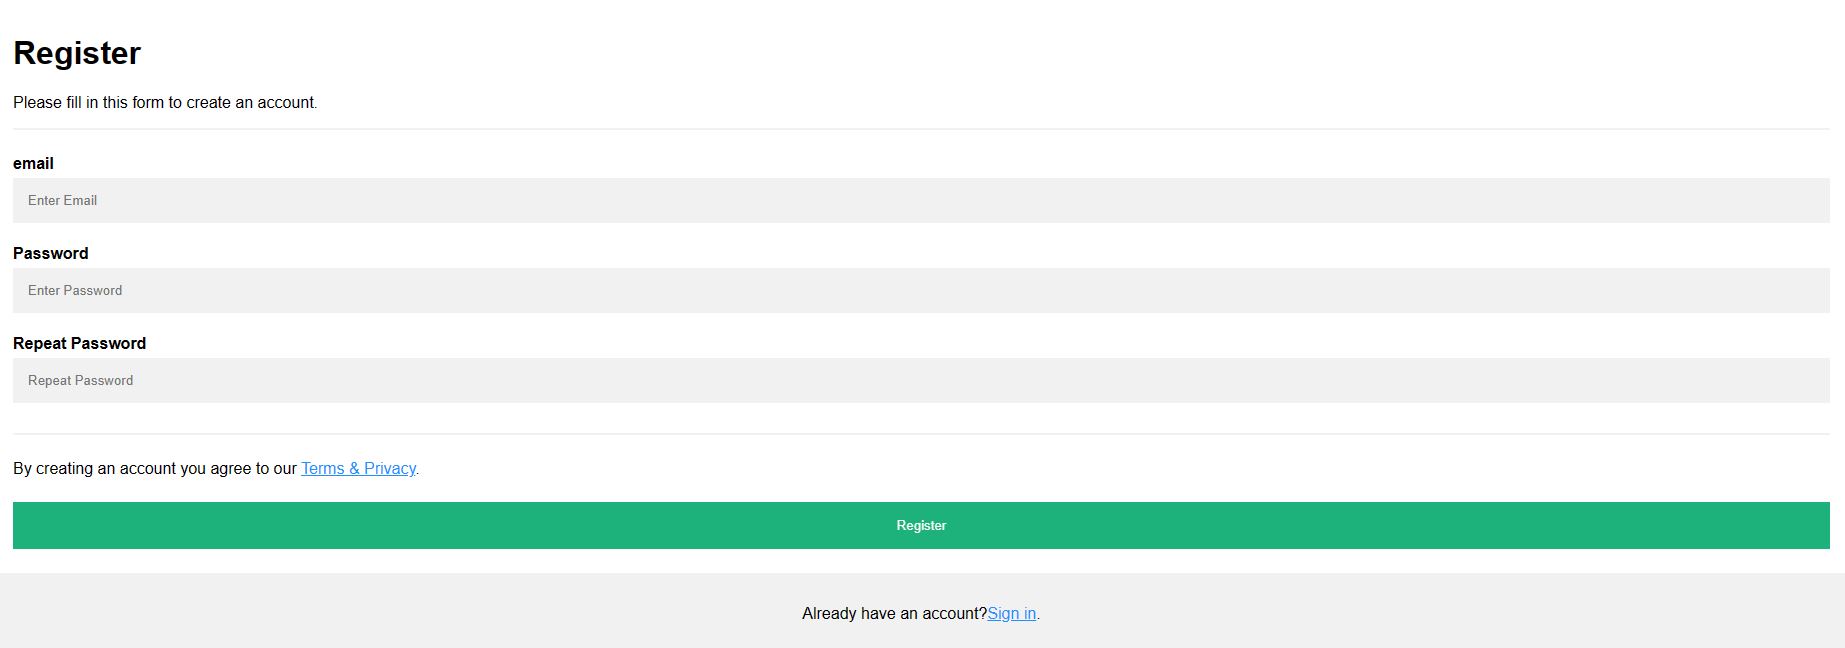 Register
Please fill in this form to create an account.
email
Enter Email
Password
Enter Password
Repeat Password
Repeat Password
By creating an account you agree to our Terms & Privacy.
Register
Already have an account?Sign in.